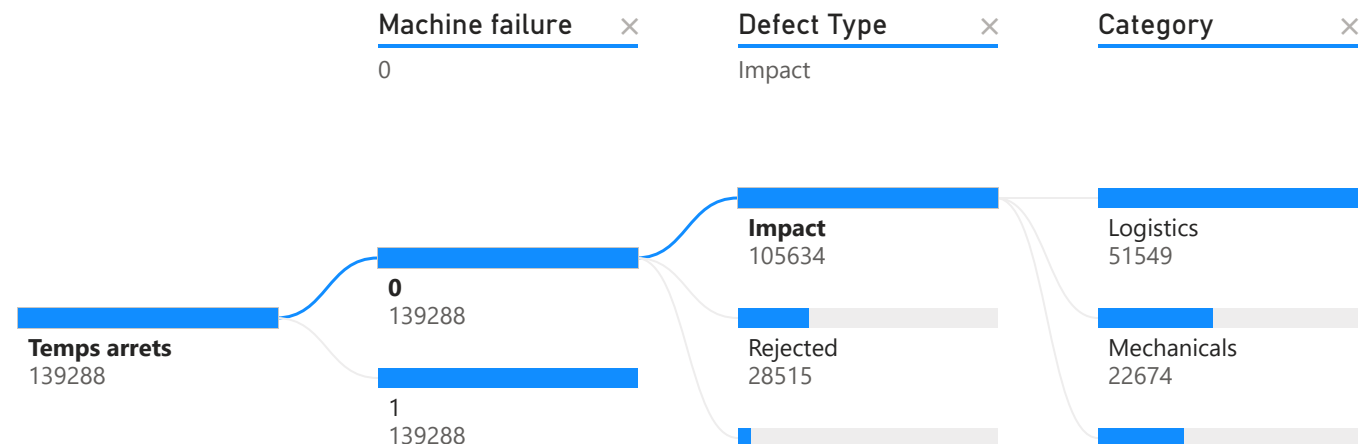 Machine failure
0
Defect Type
Impact
Category
Temps arrets
139288
0
139288
1
139288
Impact
105634
Rejected
28515
Logistics
51549
Mechanicals
22674